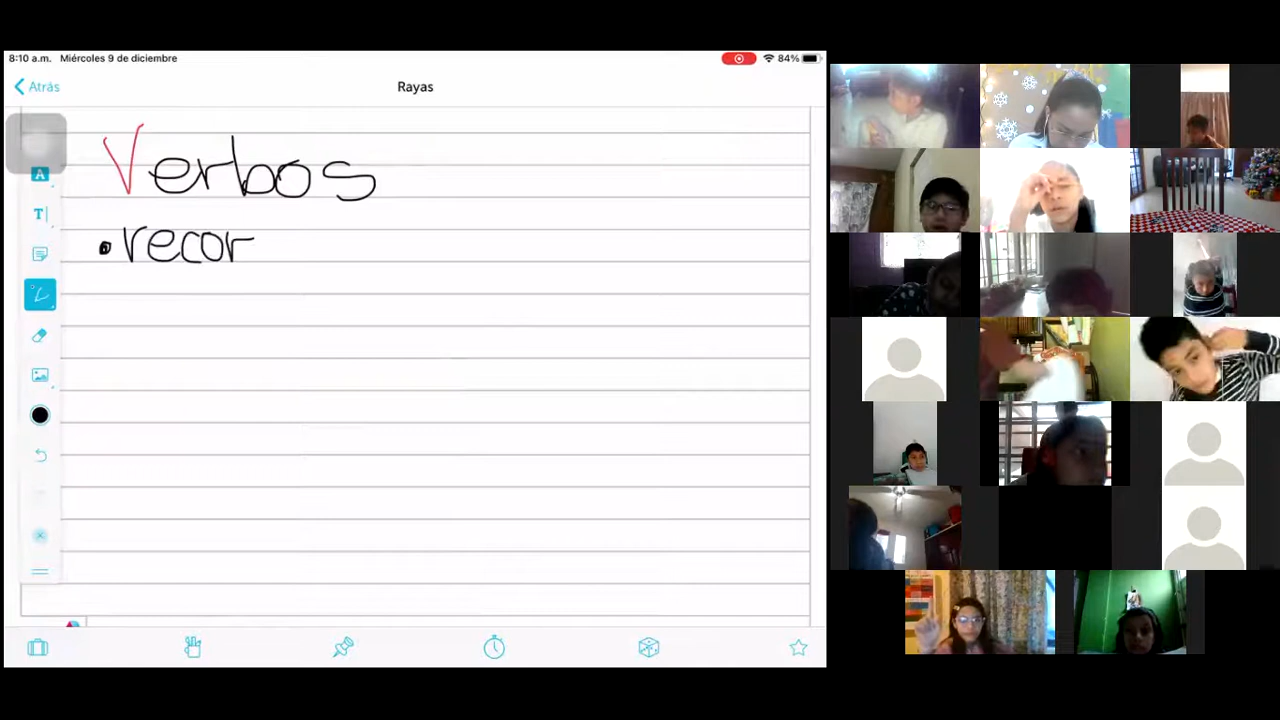 8:10 a.m. Miércoles 9 de diciembre 84%
Atrás Rayas
Verbos
recor
A
T